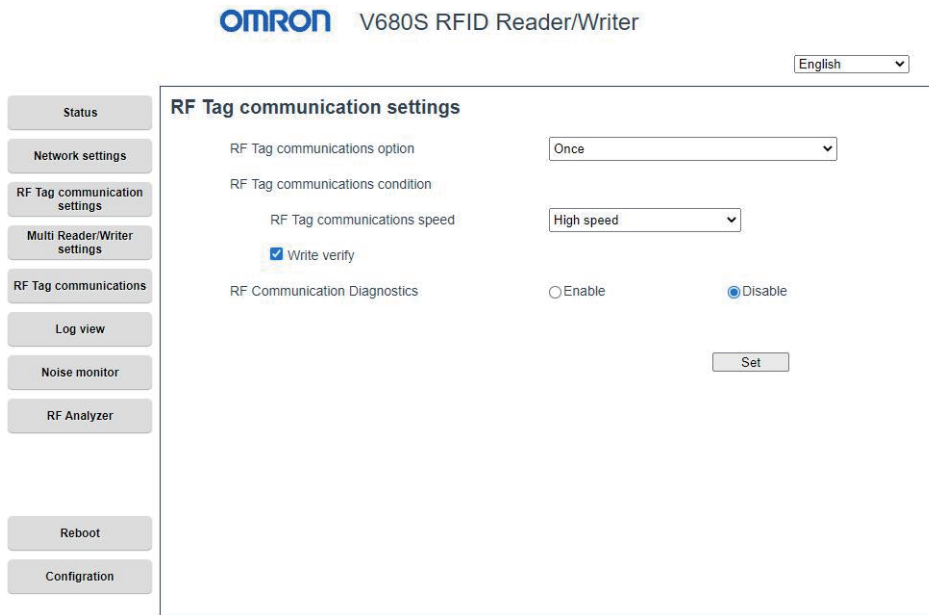 OMRON V680S RFID Reader/Writer
English
Status
Network settings
RF Tag communication
settings
Multi Reader/Writer
settings
RF Tag communications
Log view
Noise monitor
RF Analyzer
Reboot
Configration
RF Tag communication settings
RF Tag communications option Once
RF Tag communications condition
RF Tag communications speed High speed
Write verify
RF Communication Diagnostics Enable Disable
Set